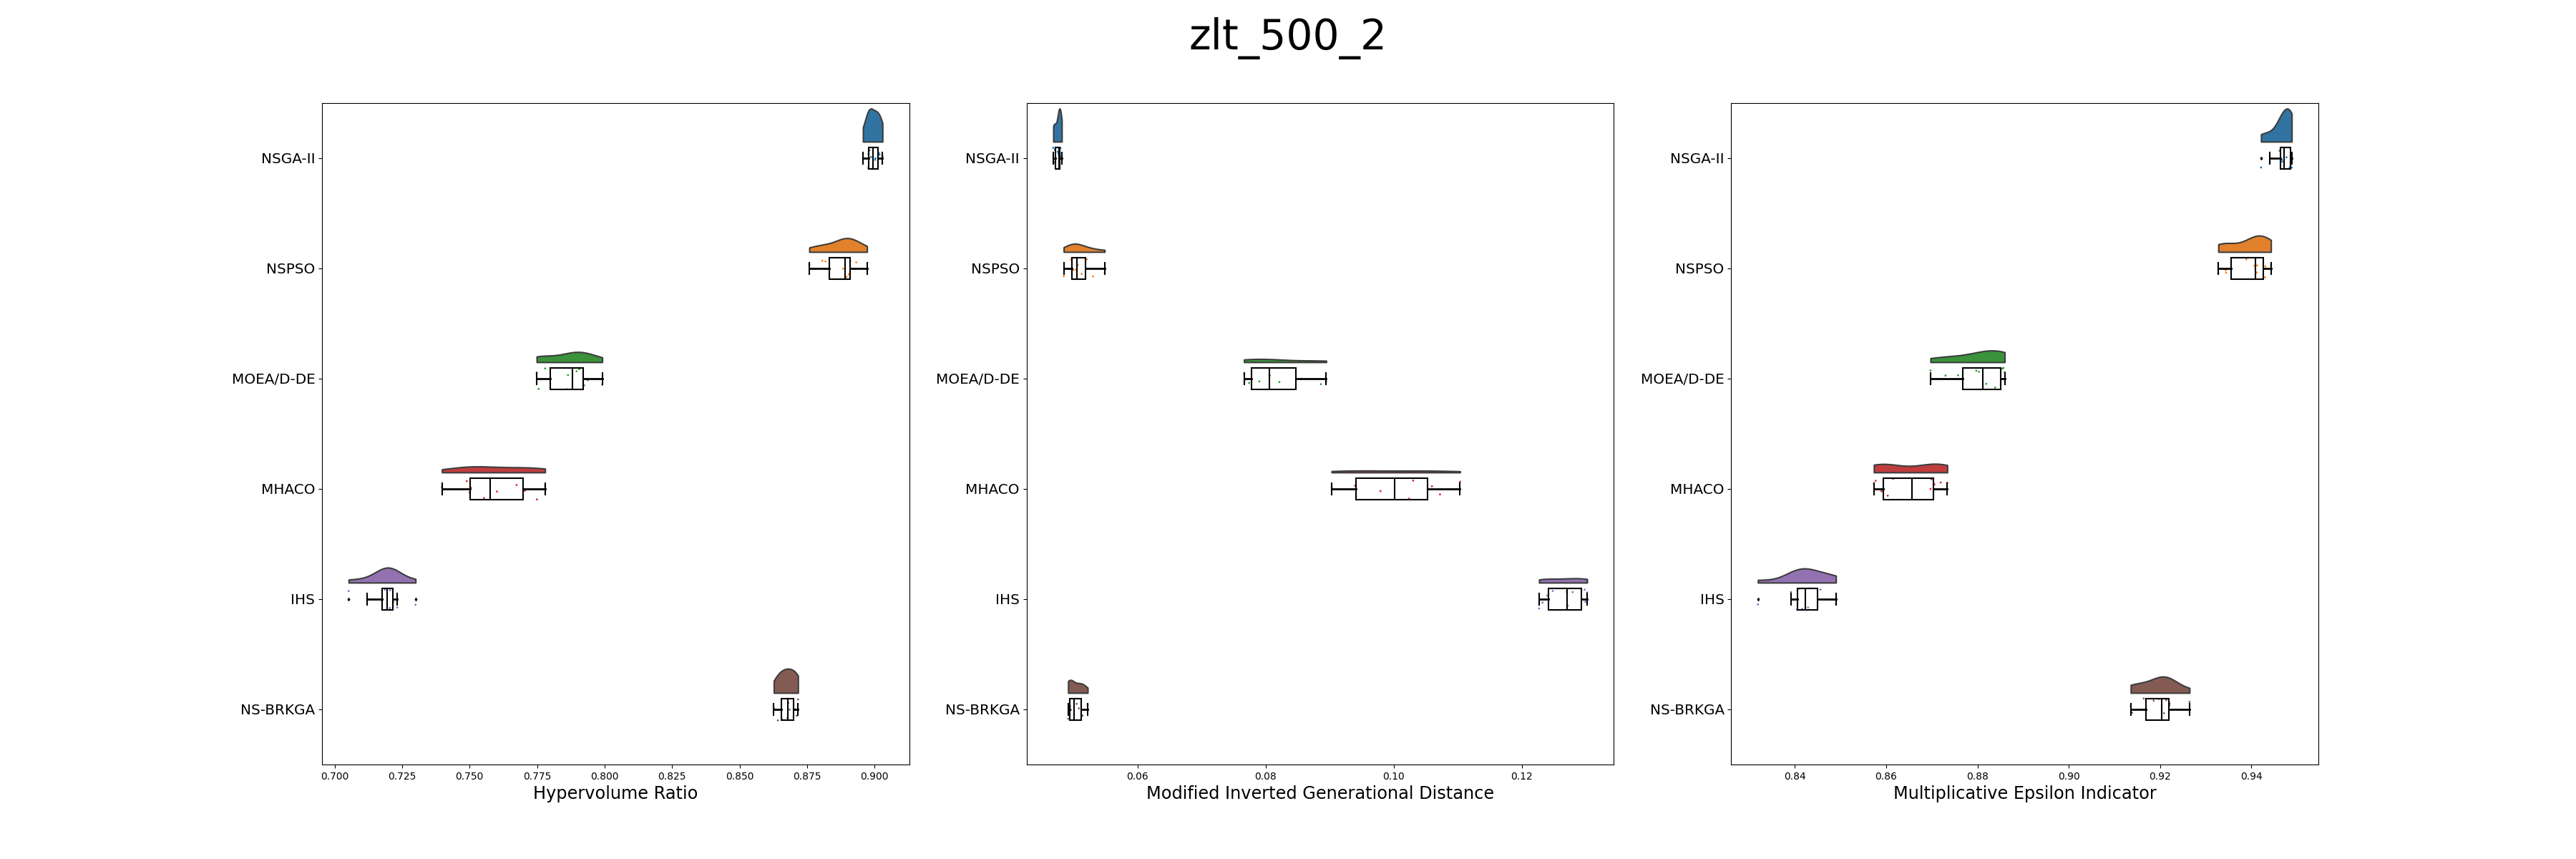 zlt_500_2
NSGA-II
NSPSO
MOEA/D-DE
MHACO
IHS
NS-BRKGA
0.700 0.725 0.750 0.775 0.800 0.825 0.850 0.875 0.900
Hypervolume Ratio
NSGA-II
NSPSO
MOEA/D-DE
MHACO
IHS
NS-BRKGA
0.06 0.08 0.10 0.12
Modified Inverted Generational Distance
NSGA-II
NSPSO
MOEA/D-DE
MHACO
IHS
NS-BRKGA
0.84 0.86 0.88 0.90 0.92 0.94
Multiplicative Epsilon Indicator